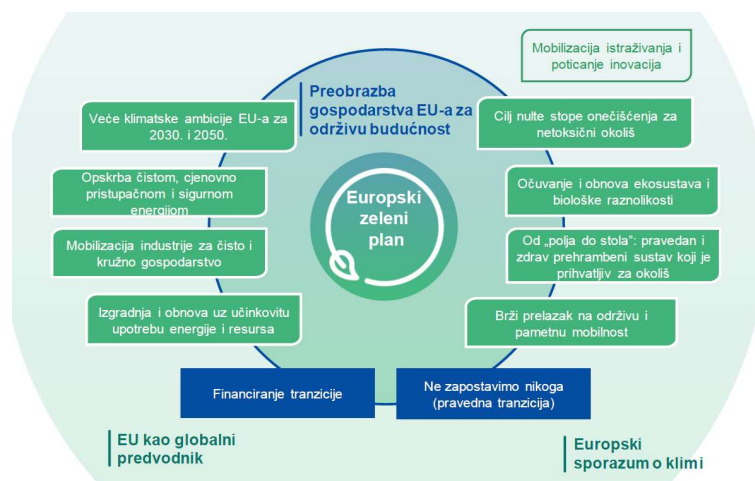 Mobilizacija istraživanja i
poticanje inovacija
Preobrazba
gospodarstva EU-a za
održivu budućnost
Veće klimatske ambicije EU-a za
2030. i 2050.
Cilj nulte stope onečišćenja za
netoksični okoliš
Opskrba čistom, cjenovno
pristupačnom i sigurnom
energijom
Očuvanje i obnova ekosustava i
biološke raznolikosti
Europski
zeleni
plan
Mobilizacija industrije za čisto i
kružno gospodarstvo
Od „polja do stola”: pravedan i
zdrav prehrambeni sustav koji je
prihvatljiv za okoliš
Izgradnja i obnova uz učinkovitu
upotrebu energije i resursa
Brži prelazak na održivu i
pametnu mobilnost
Financiranje tranzicije
Ne zapostavimo nikoga
(pravedna tranzicija)
EU kao globalni
predvodnik
Europski
sporazum o klimi